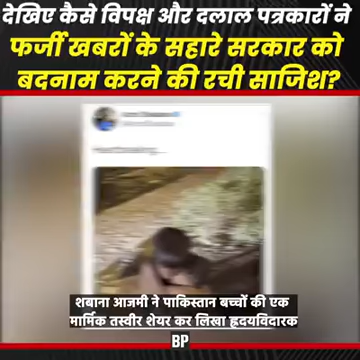 देखिए कैसे विपक्ष और दलाल पत्रकारों ने
फर्जी खबरों के सहारे सरकार को
बदनाम करने की रची साजिश?
शबाना आजमी ने पाकिस्तान बच्चों की एक
मार्मिक तस्वीर शेयर कर लिखा हृदयविदारक
BP